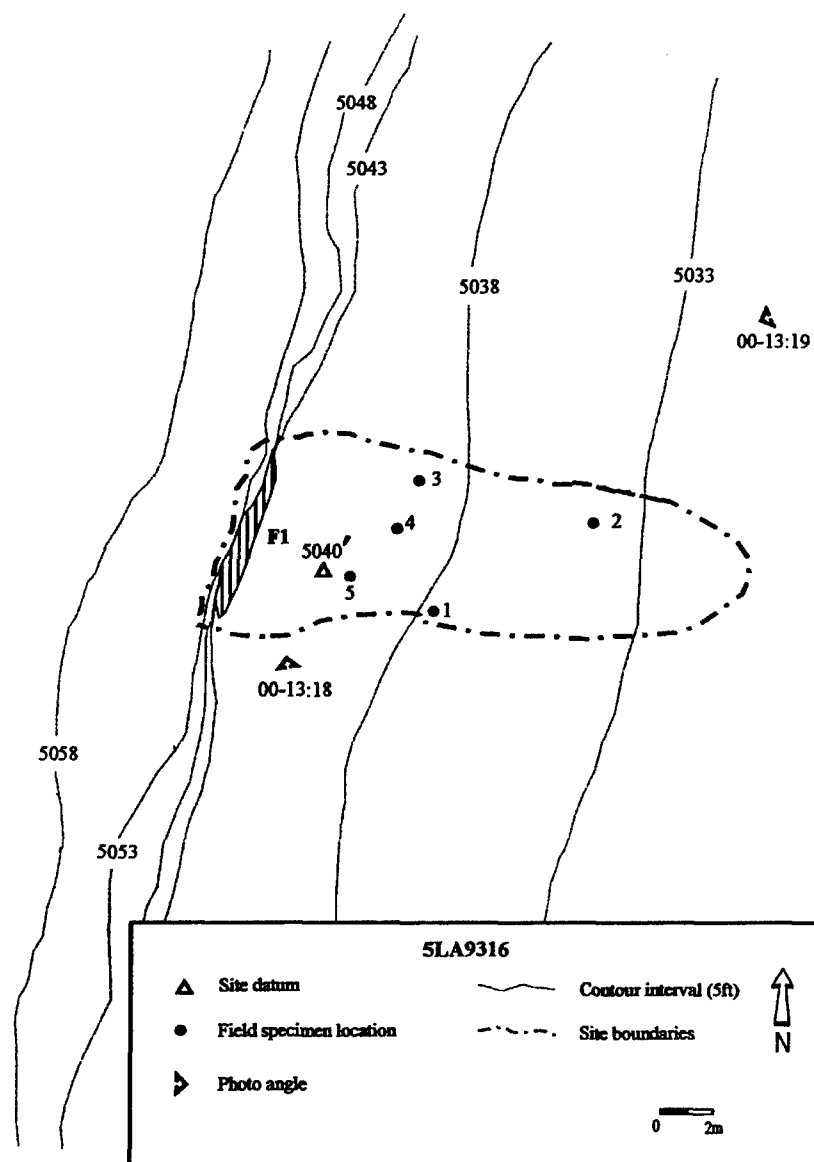 5048
5043
5038
5033
00-13:19
3
4
2
F1
5040'
5
1
00-13:18
5058
5053
5LA9316
Site datum
Contour interval (5ft)
Field specimen location
Site boundaries
N
Photo angle
0 2m